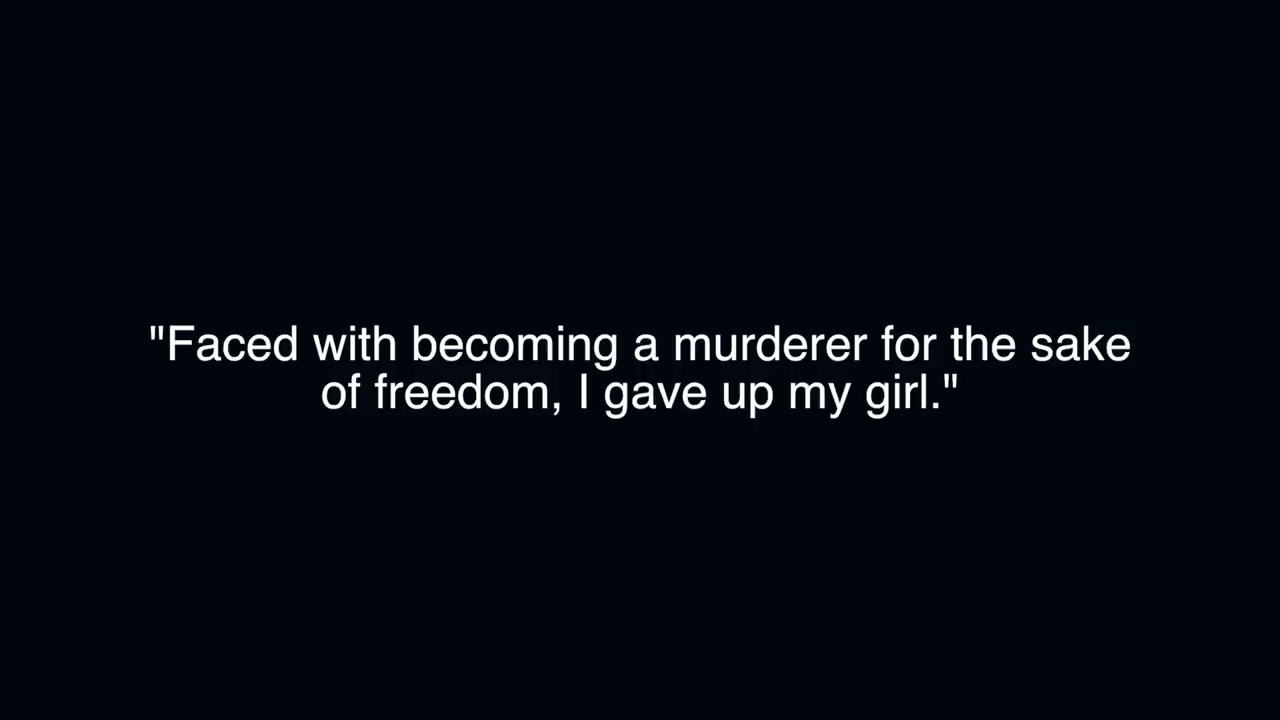 "Faced with becoming a murderer for the sake
of freedom, I gave up my girl."